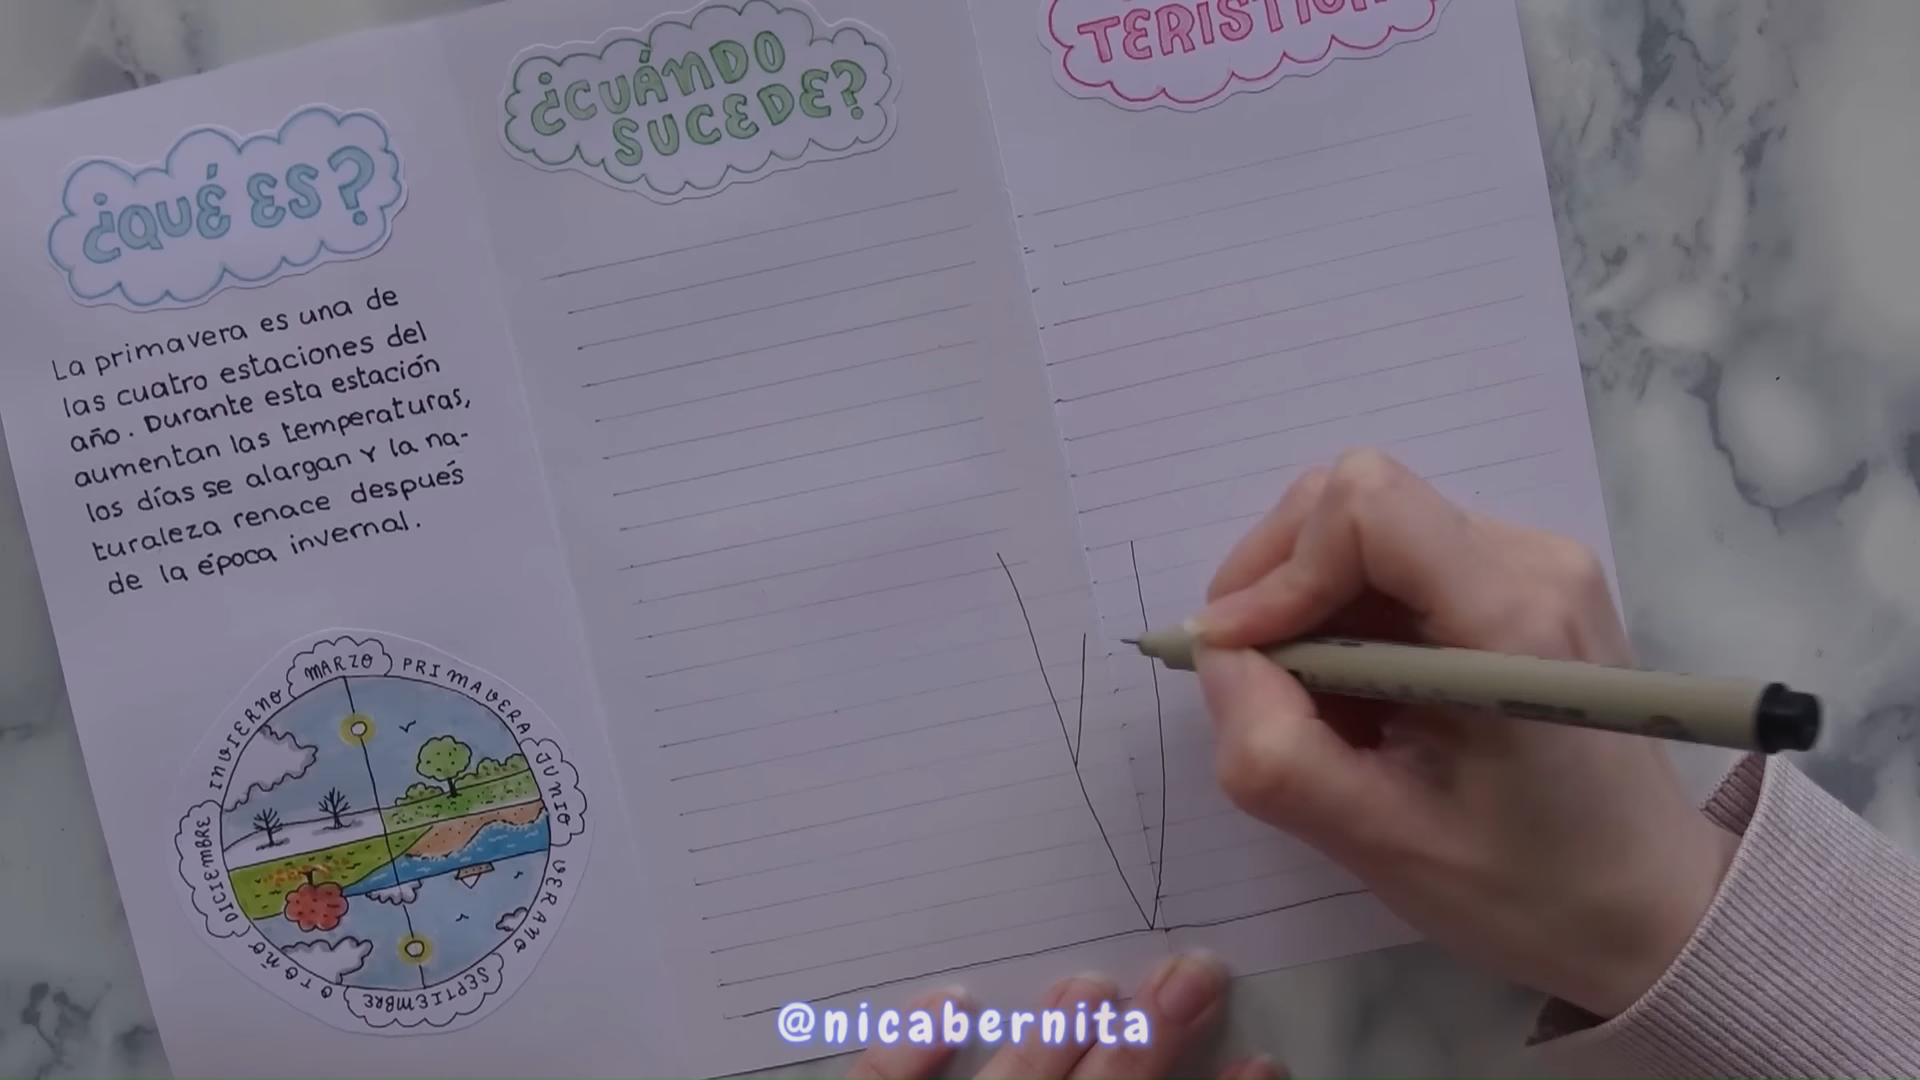 ¿QUÉ ES?
La primavera es una de
las cuatro estaciones del
año. Durante esta estación
aumentan las temperaturas,
los días se alargan y la na-
turaleza renace después
de la época invernal.
MARZO
PRIMAVERA
JUNIO
VERANO
SEPTIEMBRE
OTOÑO
DICIEMBRE
INVIERNO
¿CUÁNDO
SUCEDE?
@nicabernita